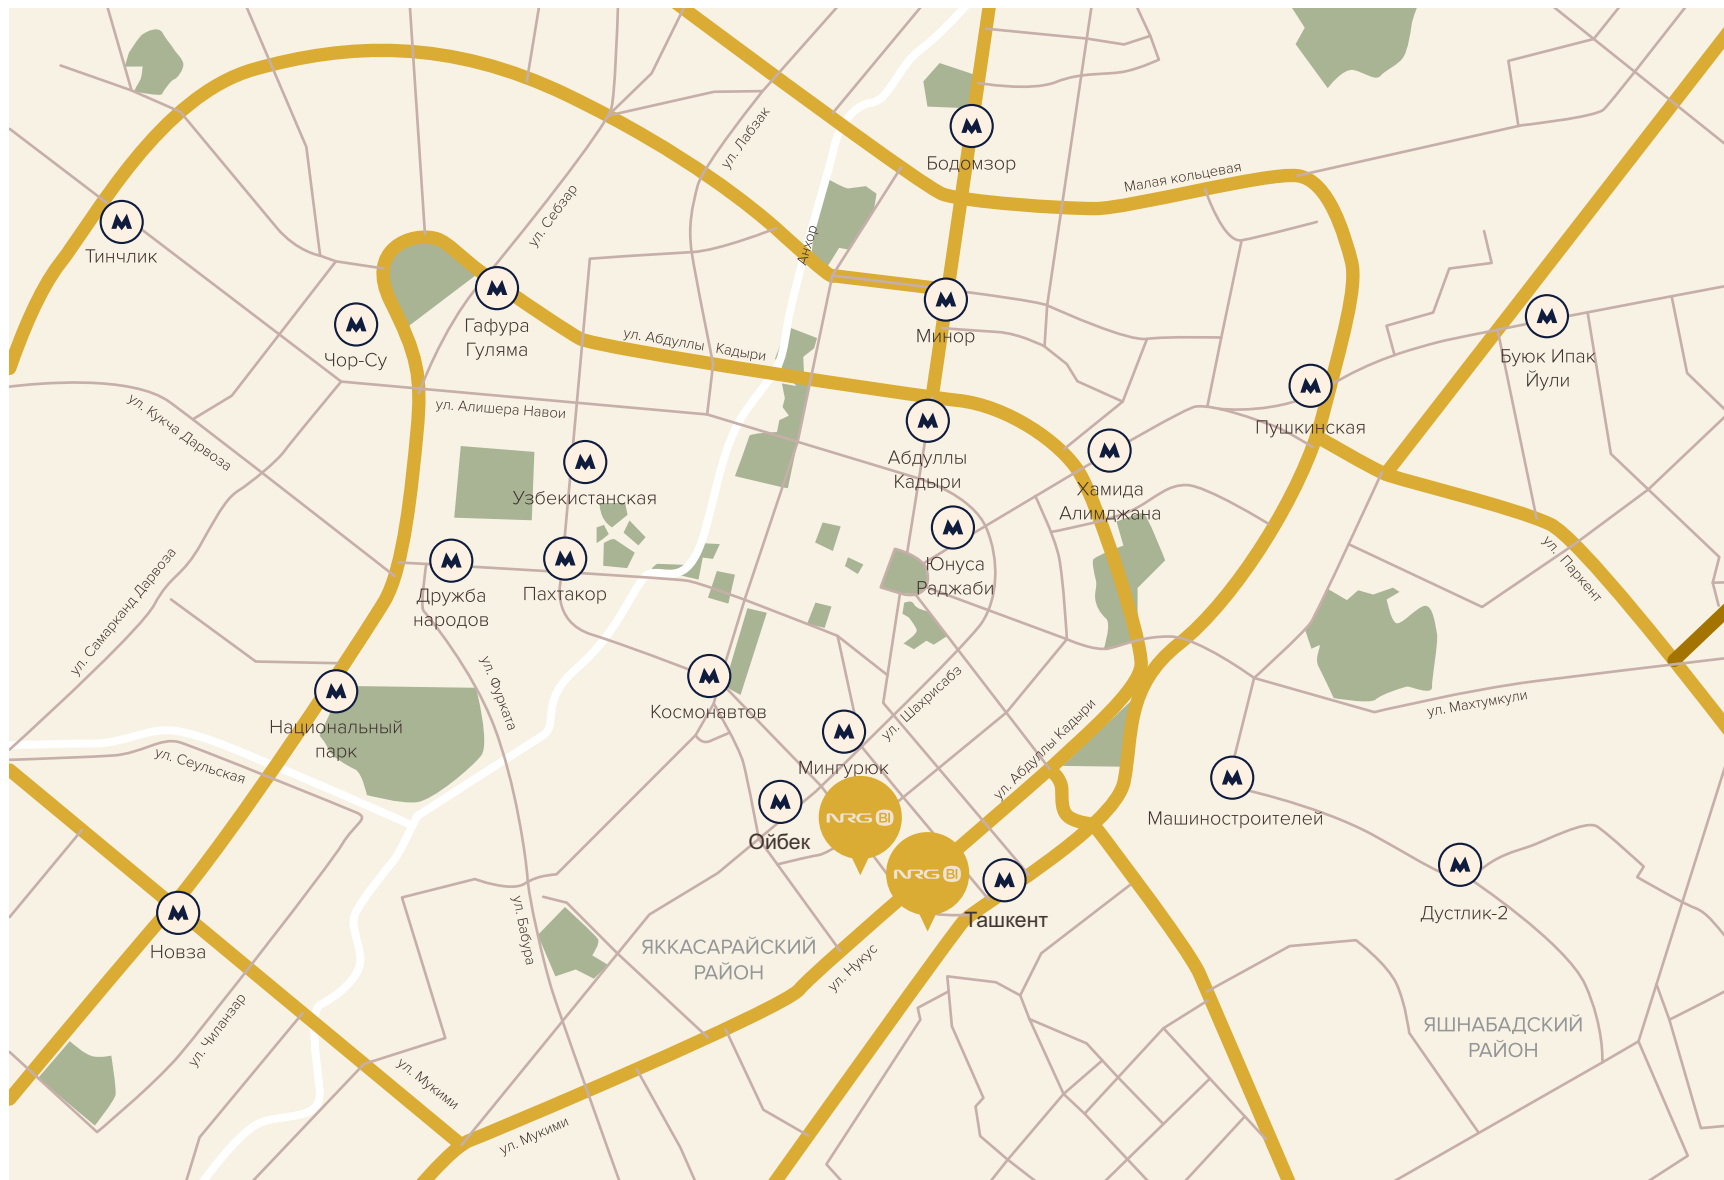 ул. Лабзак
Бодомзор
Малая кольцевая
ул. Себзар
Тинчлик
Анхор
Гафура
Гуляма
Чор-Су
Минор
ул. Абдуллы Кадыри
Буюк Ипак
Йули
ул. Кукча Дарвоза
ул. Алишера Навои
Пушкинская
Абдуллы
Кадыри
Хамида
Алимджана
Узбекистанская
Юнуса
Раджаби
ул. Паркент
Дружба
народов
Пахтакор
ул. Самарканд Дарвоза
ул. Фурката
Космонавтов
ул. Шахрисабз
ул. Махтумкули
Национальный
парк
ул. Сеульская
Мингурюк
ул. Абдуллы Кадыри
Машиностроителей
NRG BI
Ойбек
NRG BI
Ташкент
Дустлик-2
ул. Бабура
Новза
ЯККАСАРАЙСКИЙ
РАЙОН
ул. Нукус
ул. Чиланзар
ЯШНАБАДСКИЙ
РАЙОН
ул. Мукими
ул. Мукими